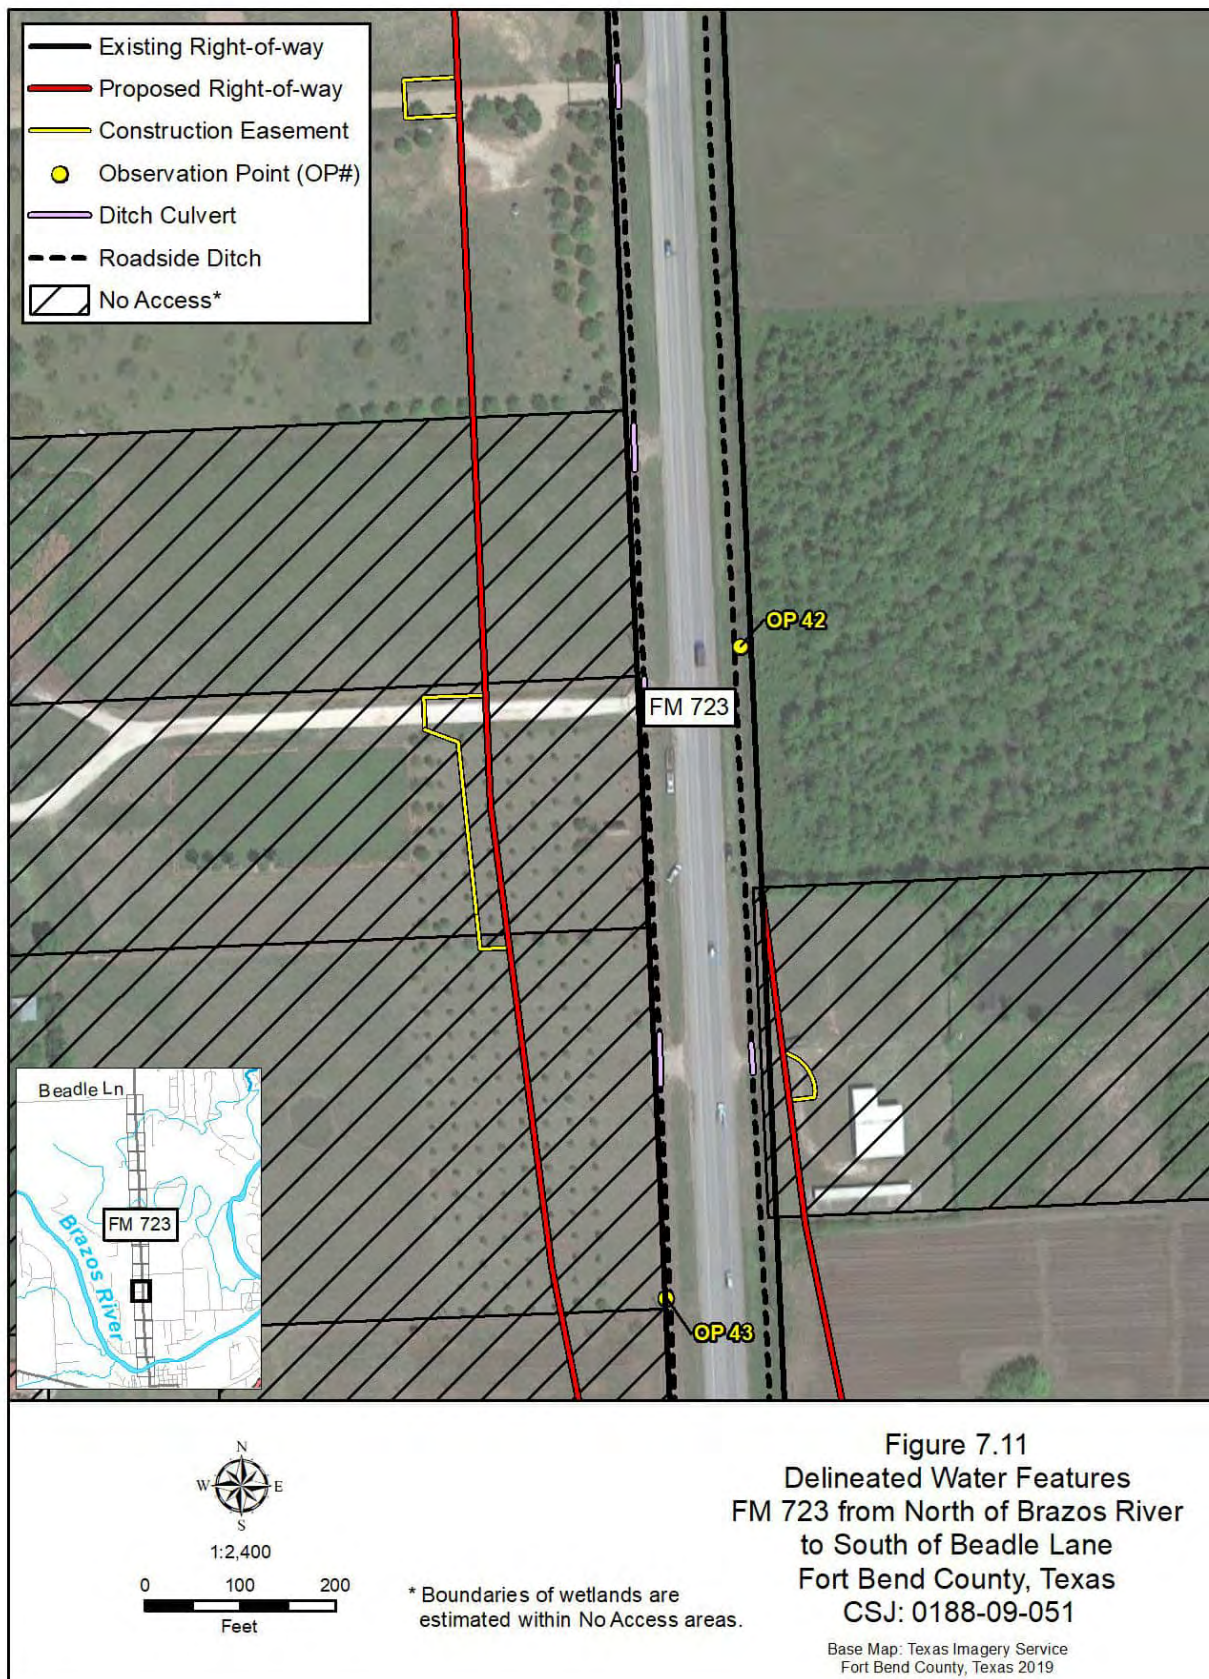 Existing Right-of-way
Proposed Right-of-way
Construction Easement
Observation Point (OP#)
Ditch Culvert
Roadside Ditch
No Access*
OP 42
FM 723
OP 43
Beadle Ln
FM 723
Brazos River
N
W E
S
1:2,400
0 100 200
Feet
* Boundaries of wetlands are
estimated within No Access areas.
Figure 7.11
Delineated Water Features
FM 723 from North of Brazos River
to South of Beadle Lane
Fort Bend County, Texas
CSJ: 0188-09-051
Base Map: Texas Imagery Service
Fort Bend County, Texas 2019